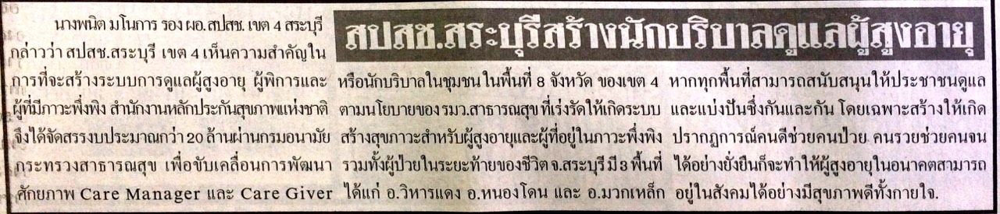 สปสช.สระบุรีสร้างนักบริบาลดูแลผู้สูงอายุ
นางพนิต มโนการ รอง ผอ.สปสช. เขต 4 สระบุรี
กล่าวว่า สปสช.สระบุรี เขต 4 เห็นความสำคัญใน
การที่จะสร้างระบบการดูแลผู้สูงอายุ ผู้พิการและ
ผู้ที่มีภาวะพึ่งพิง สำนักงานหลักประกันสุขภาพแห่งชาติ
จึงได้จัดสรรงบประมาณกว่า 20 ล้านผ่านกรมอนามัย
กระทรวงสาธารณสุข เพื่อขับเคลื่อนการพัฒนา
ศักยภาพ Care Manager และ Care Giver
หรือนักบริบาลในชุมชน ในพื้นที่ 8 จังหวัด ของเขต 4
ตามนโยบายของ รมว.สาธารณสุข ที่เร่งรัดให้เกิดระบบ
สร้างสุขภาวะสำหรับผู้สูงอายุและผู้ที่อยู่ในภาวะพึ่งพิง
รวมทั้งผู้ป่วยในระยะท้ายของชีวิต จ.สระบุรี มี 3 พื้นที่
ได้แก่ อ.วิหารแดง อ.หนองโดน และ อ.มวกเหล็ก
หากทุกพื้นที่สามารถสนับสนุนให้ประชาชนดูแล
และแบ่งปันซึ่งกันและกัน โดยเฉพาะสร้างให้เกิด
ปรากฏการณ์คนดีช่วยคนป่วย คนรวยช่วยคนจน
ได้อย่างยั่งยืนก็จะทำให้ผู้สูงอายุในอนาคตสามารถ
อยู่ในสังคมได้อย่างมีสุขภาพดีทั้งกายใจ.